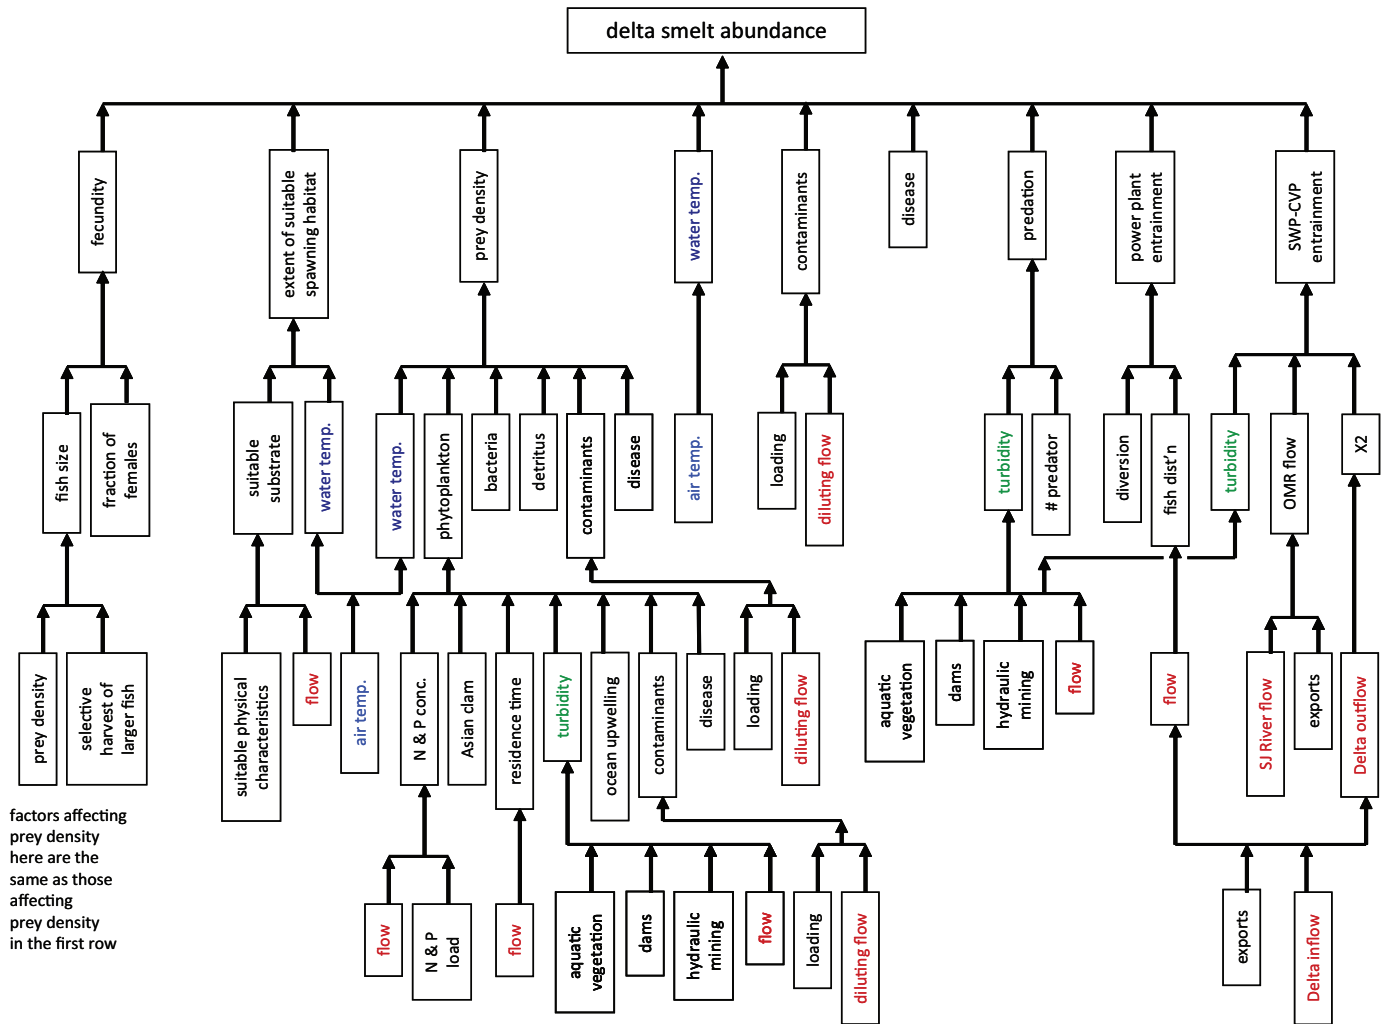 delta smelt abundance
fecundity
extent of suitable
spawning habitat
prey density
water temp.
contaminants
disease
predation
power plant
entrainment
SWP-CVP
entrainment
fish size
fraction of
females
suitable
substrate
water temp.
water temp.
phytoplankton
bacteria
detritus
contaminants
disease
air temp.
loading
diluting flow
turbidity
# predator
diversion
fish dist'n
turbidity
OMR flow
X2
prey density
selective
harvest of
larger fish
suitable physical
characteristics
flow
air temp.
N & P conc.
Asian clam
residence time
turbidity
ocean upwelling
contaminants
disease
loading
diluting flow
aquatic
vegetation
dams
hydraulic
mining
flow
flow
SJ River flow
exports
Delta outflow
factors affecting
prey density
here are the
same as those
affecting
prey density
in the first row
flow
N & P
load
flow
aquatic
vegetation
dams
hydraulic
mining
flow
loading
diluting flow
exports
Delta inflow